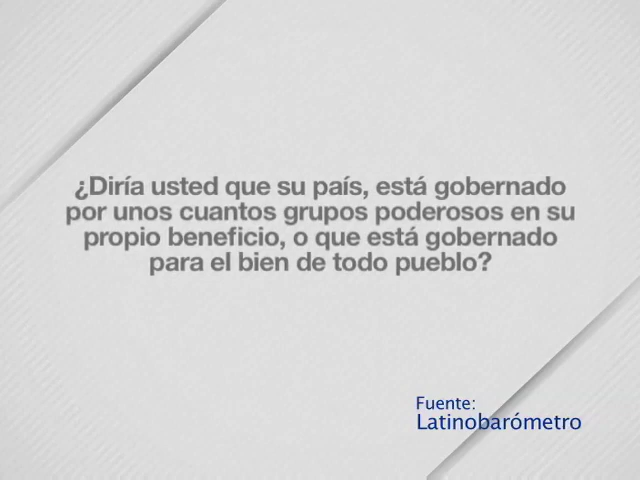 ¿Diría usted que su país, está gobernado
por unos cuantos grupos poderosos en su
propio beneficio, o que está gobernado
para el bien de todo pueblo?
Fuente:
Latinobarómetro